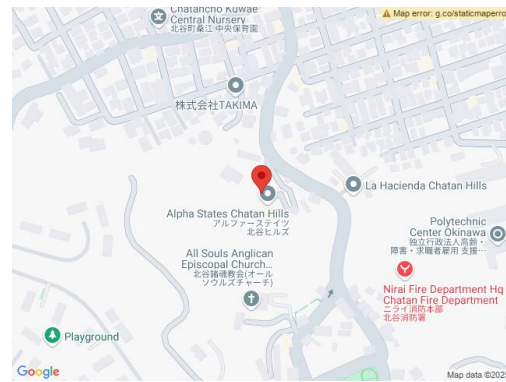 Chatancho Kuwae
Central Nursery
北谷町桑江中央保育園
Map error: g.co/staticmaperro
株式会社TAKIMA
La Hacienda Chatan Hills
Alpha States Chatan Hills
アルファーステイツ
北谷ヒルズ
Polytechnic
Center Okinawa
独立行政法人高齢・
障害・求職者雇用 支援…
All Souls Anglican
Episcopal Church...
北谷諸魂教会(オール
ソウルズチャーチ)
Nirai Fire Department Hq
Chatan Fire Department
ニライ消防本部
北谷消防署
Playground
Google
Map data ©2025